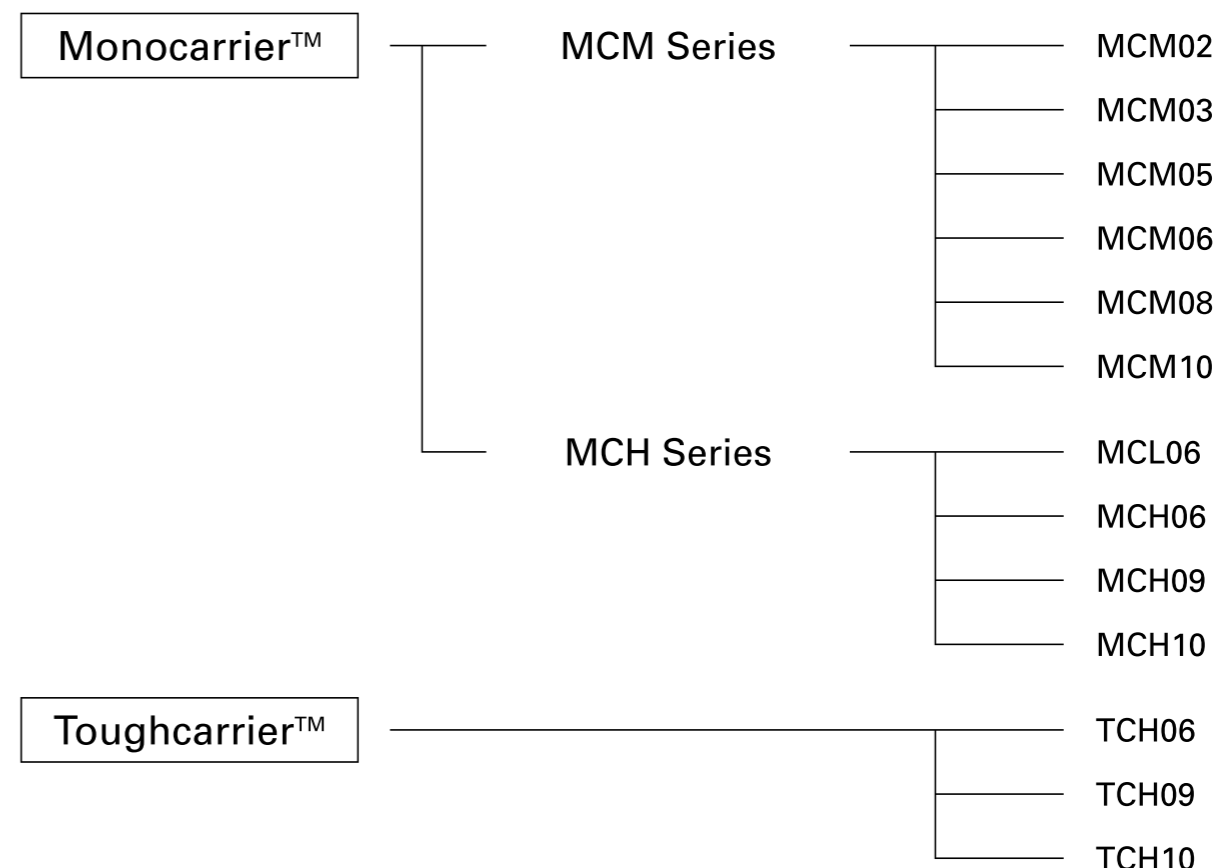 Monocarrier™ MCM Series MCM02
MCM03
MCM05
MCM06
MCM08
MCM10
MCH Series MCL06
MCH06
MCH09
MCH10
Toughcarrier™ TCH06
TCH09
TCH10